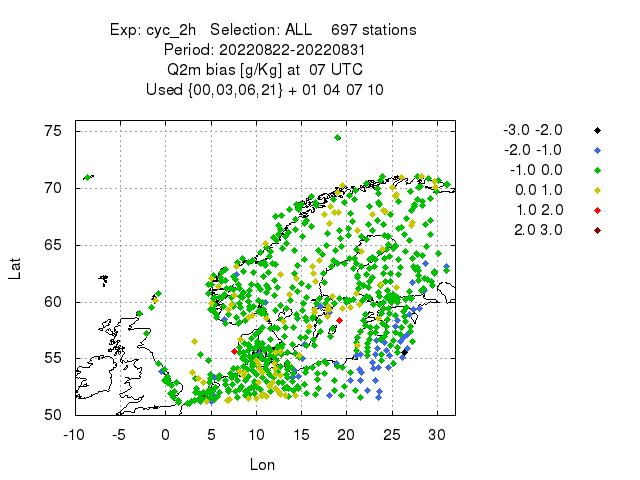 Exp: cyc_2h Selection: ALL 697 stations
Period: 20220822-20220831
Q2m bias [g/Kg] at 07 UTC
Used {00,03,06,21} + 01 04 07 10
-3.0 -2.0
-2.0 -1.0
-1.0 0.0
0.0 1.0
1.0 2.0
2.0 3.0
75
70
65
60
55
50
Lat
-10 -5 0 5 10 15 20 25 30
Lon